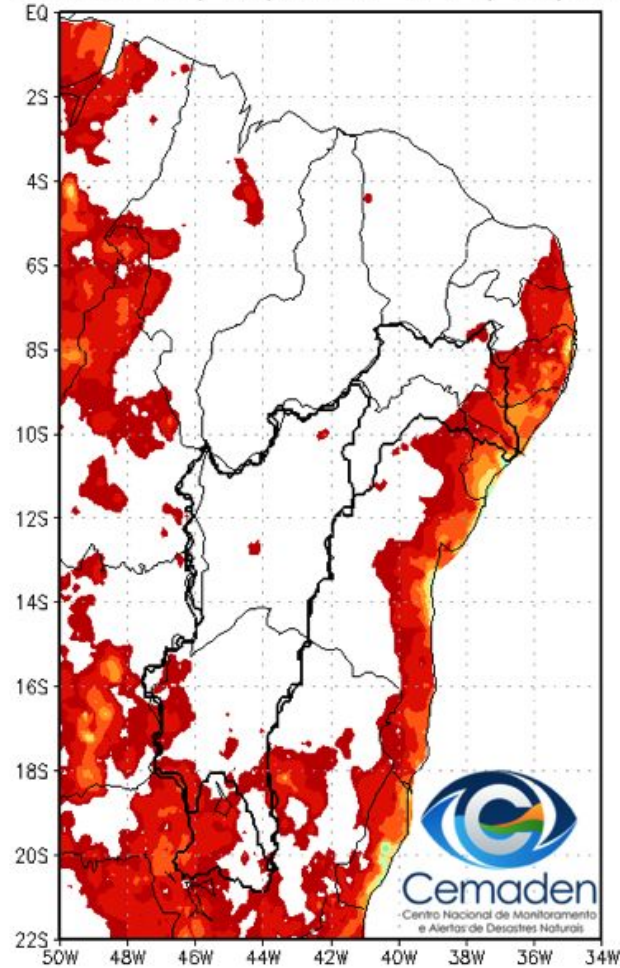 EQ
2S
4S
6S
8S
10S
12S
14S
16S
18S
20S
22S
50W 48W 46W 44W 42W 40W 38W 36W 34W
Cemaden
Centro Nacional de Monitoramento
e Alertas de Desastres Naturais